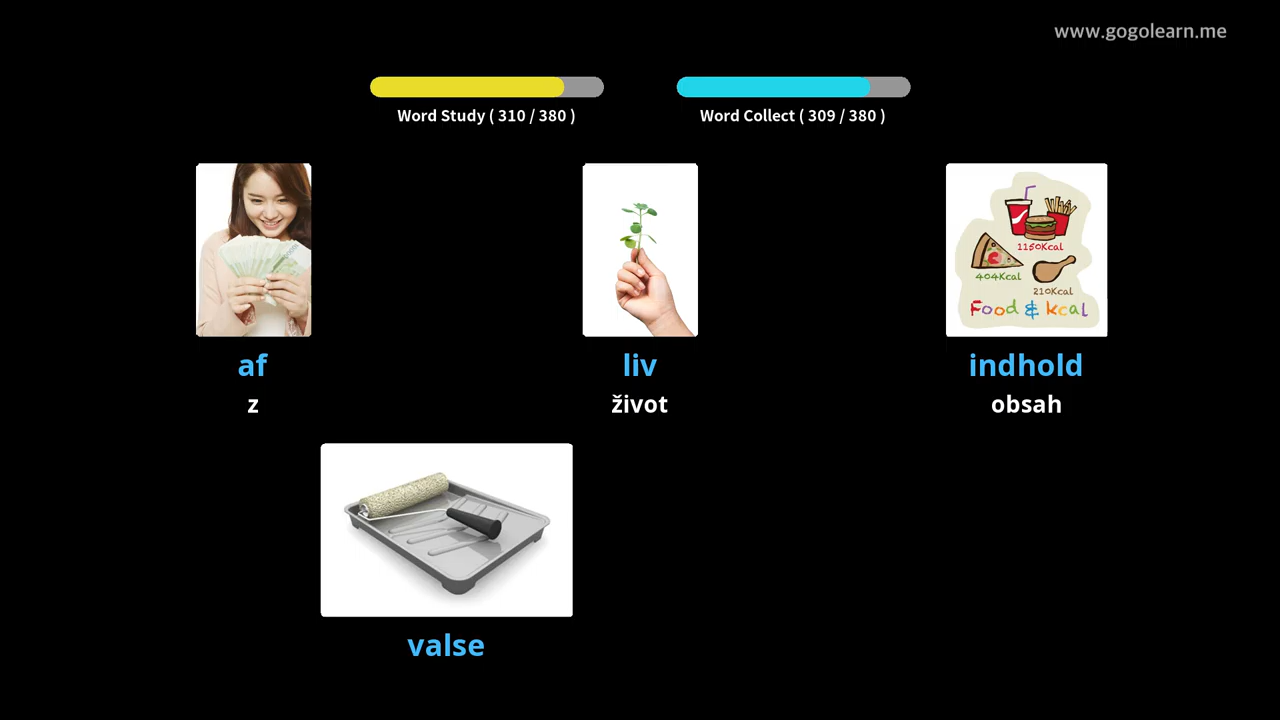 www.gogolearn.me
Word Study ( 310 / 380 )
Word Collect ( 309 / 380 )
1150Kcal
404Kcal
210Kcal
Food & kcal
af
liv
indhold
z
život
obsah
valse